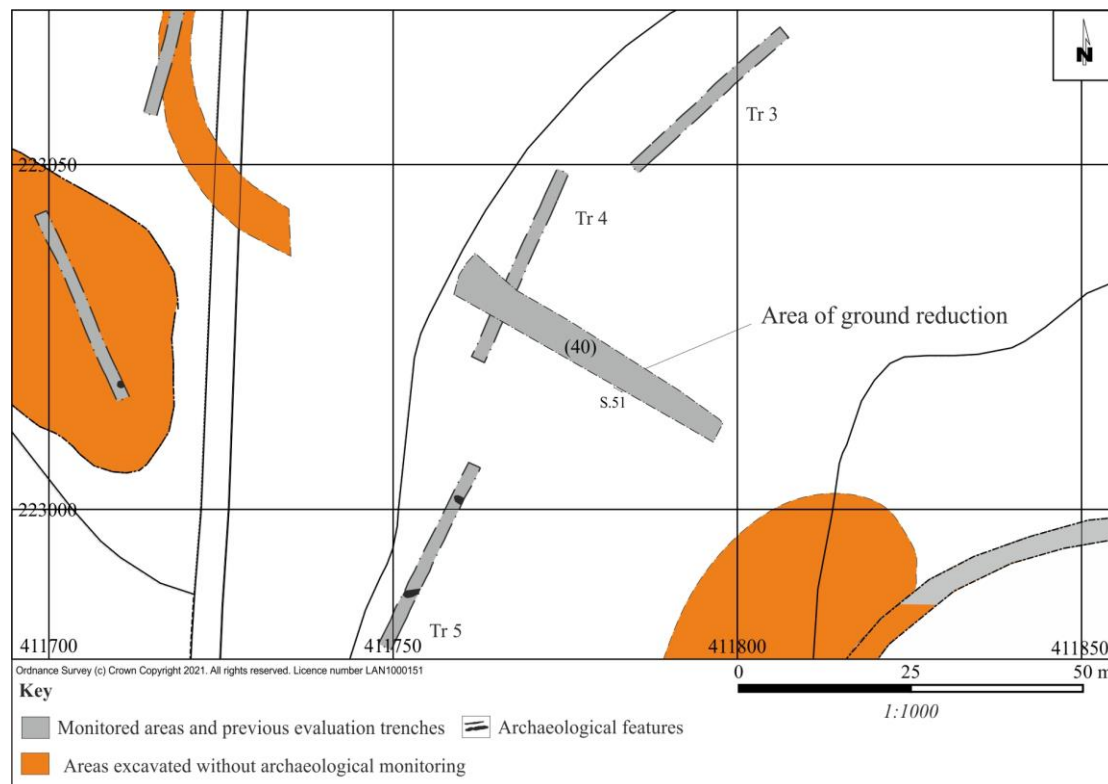 N
Tr 3
223050
Tr 4
Area of ground reduction
(40)
S.51
223000
Tr 5
411700
411750
411800
411850
Ordnance Survey (c) Crown Copyright 2021. All rights reserved. Licence number LAN1000151
0 25 50 m
1:1000
Key
Monitored areas and previous evaluation trenches
Archaeological features
Areas excavated without archaeological monitoring